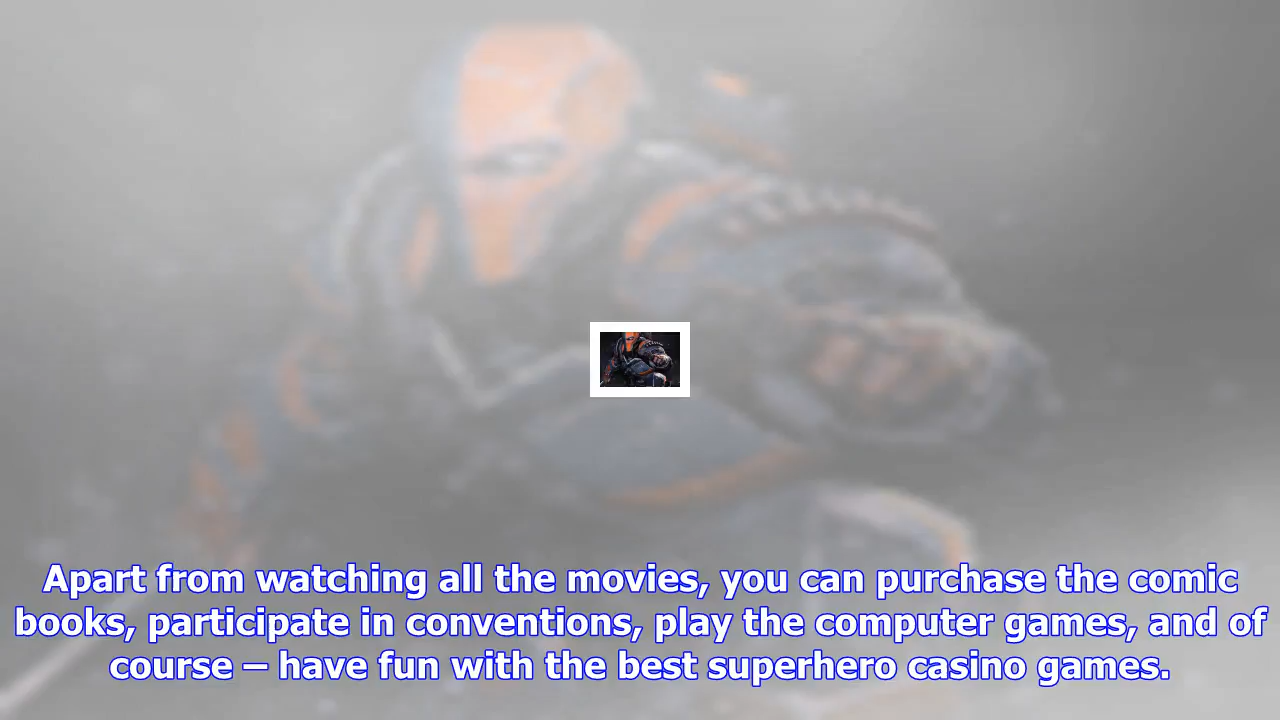 Apart from watching all the movies, you can purchase the comic
books, participate in conventions, play the computer games, and of
course – have fun with the best superhero casino games.